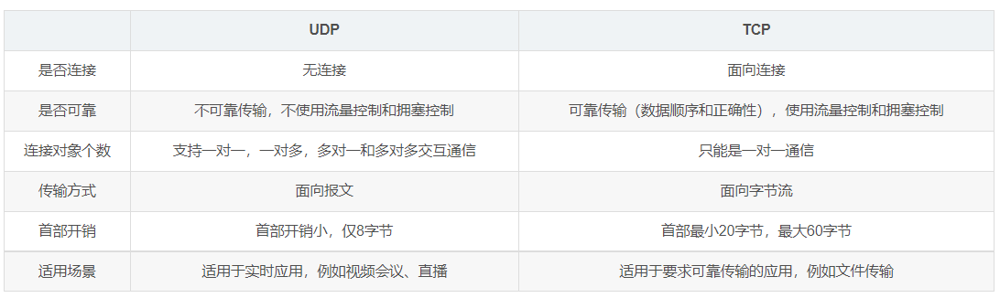 UDP TCP
是否连接 无连接 面向连接
是否可靠 不可靠传输，不使用流量控制和拥塞控制 可靠传输（数据顺序和正确性），使用流量控制和拥塞控制
连接对象个数 支持一对一，一对多，多对一和多对多交互通信 只能是一对一通信
传输方式 面向报文 面向字节流
首部开销 首部开销小，仅8字节 首部最小20字节，最大60字节
适用场景 适用于实时应用，例如视频会议、直播 适用于要求可靠传输的应用，例如文件传输